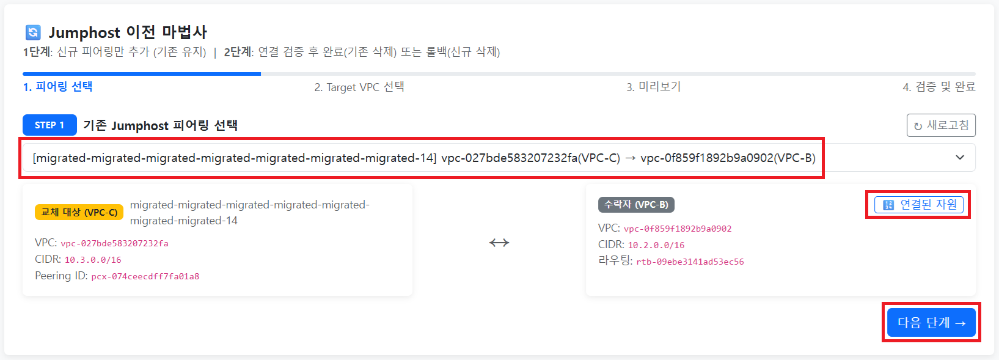 Jumphost 이전 마법사
1단계: 신규 피어링만 추가 (기존 유지) | 2단계: 연결 검증 후 완료(기존 삭제) 또는 롤백(신규 삭제)
1. 피어링 선택
2. Target VPC 선택
3. 미리보기
4. 검증 및 완료
STEP 1 기존 Jumphost 피어링 선택
↻ 새로고침
[migrated-migrated-migrated-migrated-migrated-migrated-migrated-14] vpc-027bde583207232fa(VPC-C) → vpc-0f859f1892b9a0902(VPC-B)
교체 대상 (VPC-C)
migrated-migrated-migrated-migrated-migrated-
migrated-migrated-14
VPC: vpc-027bde583207232fa
CIDR: 10.3.0.0/16
Peering ID: pcx-074ceecdff7fa01a8
↔
수락자 (VPC-B)
🔢 연결된 자원
VPC: vpc-0f859f1892b9a0902
CIDR: 10.2.0.0/16
라우팅: rtb-09ebe3141ad53ec56
다음 단계 →